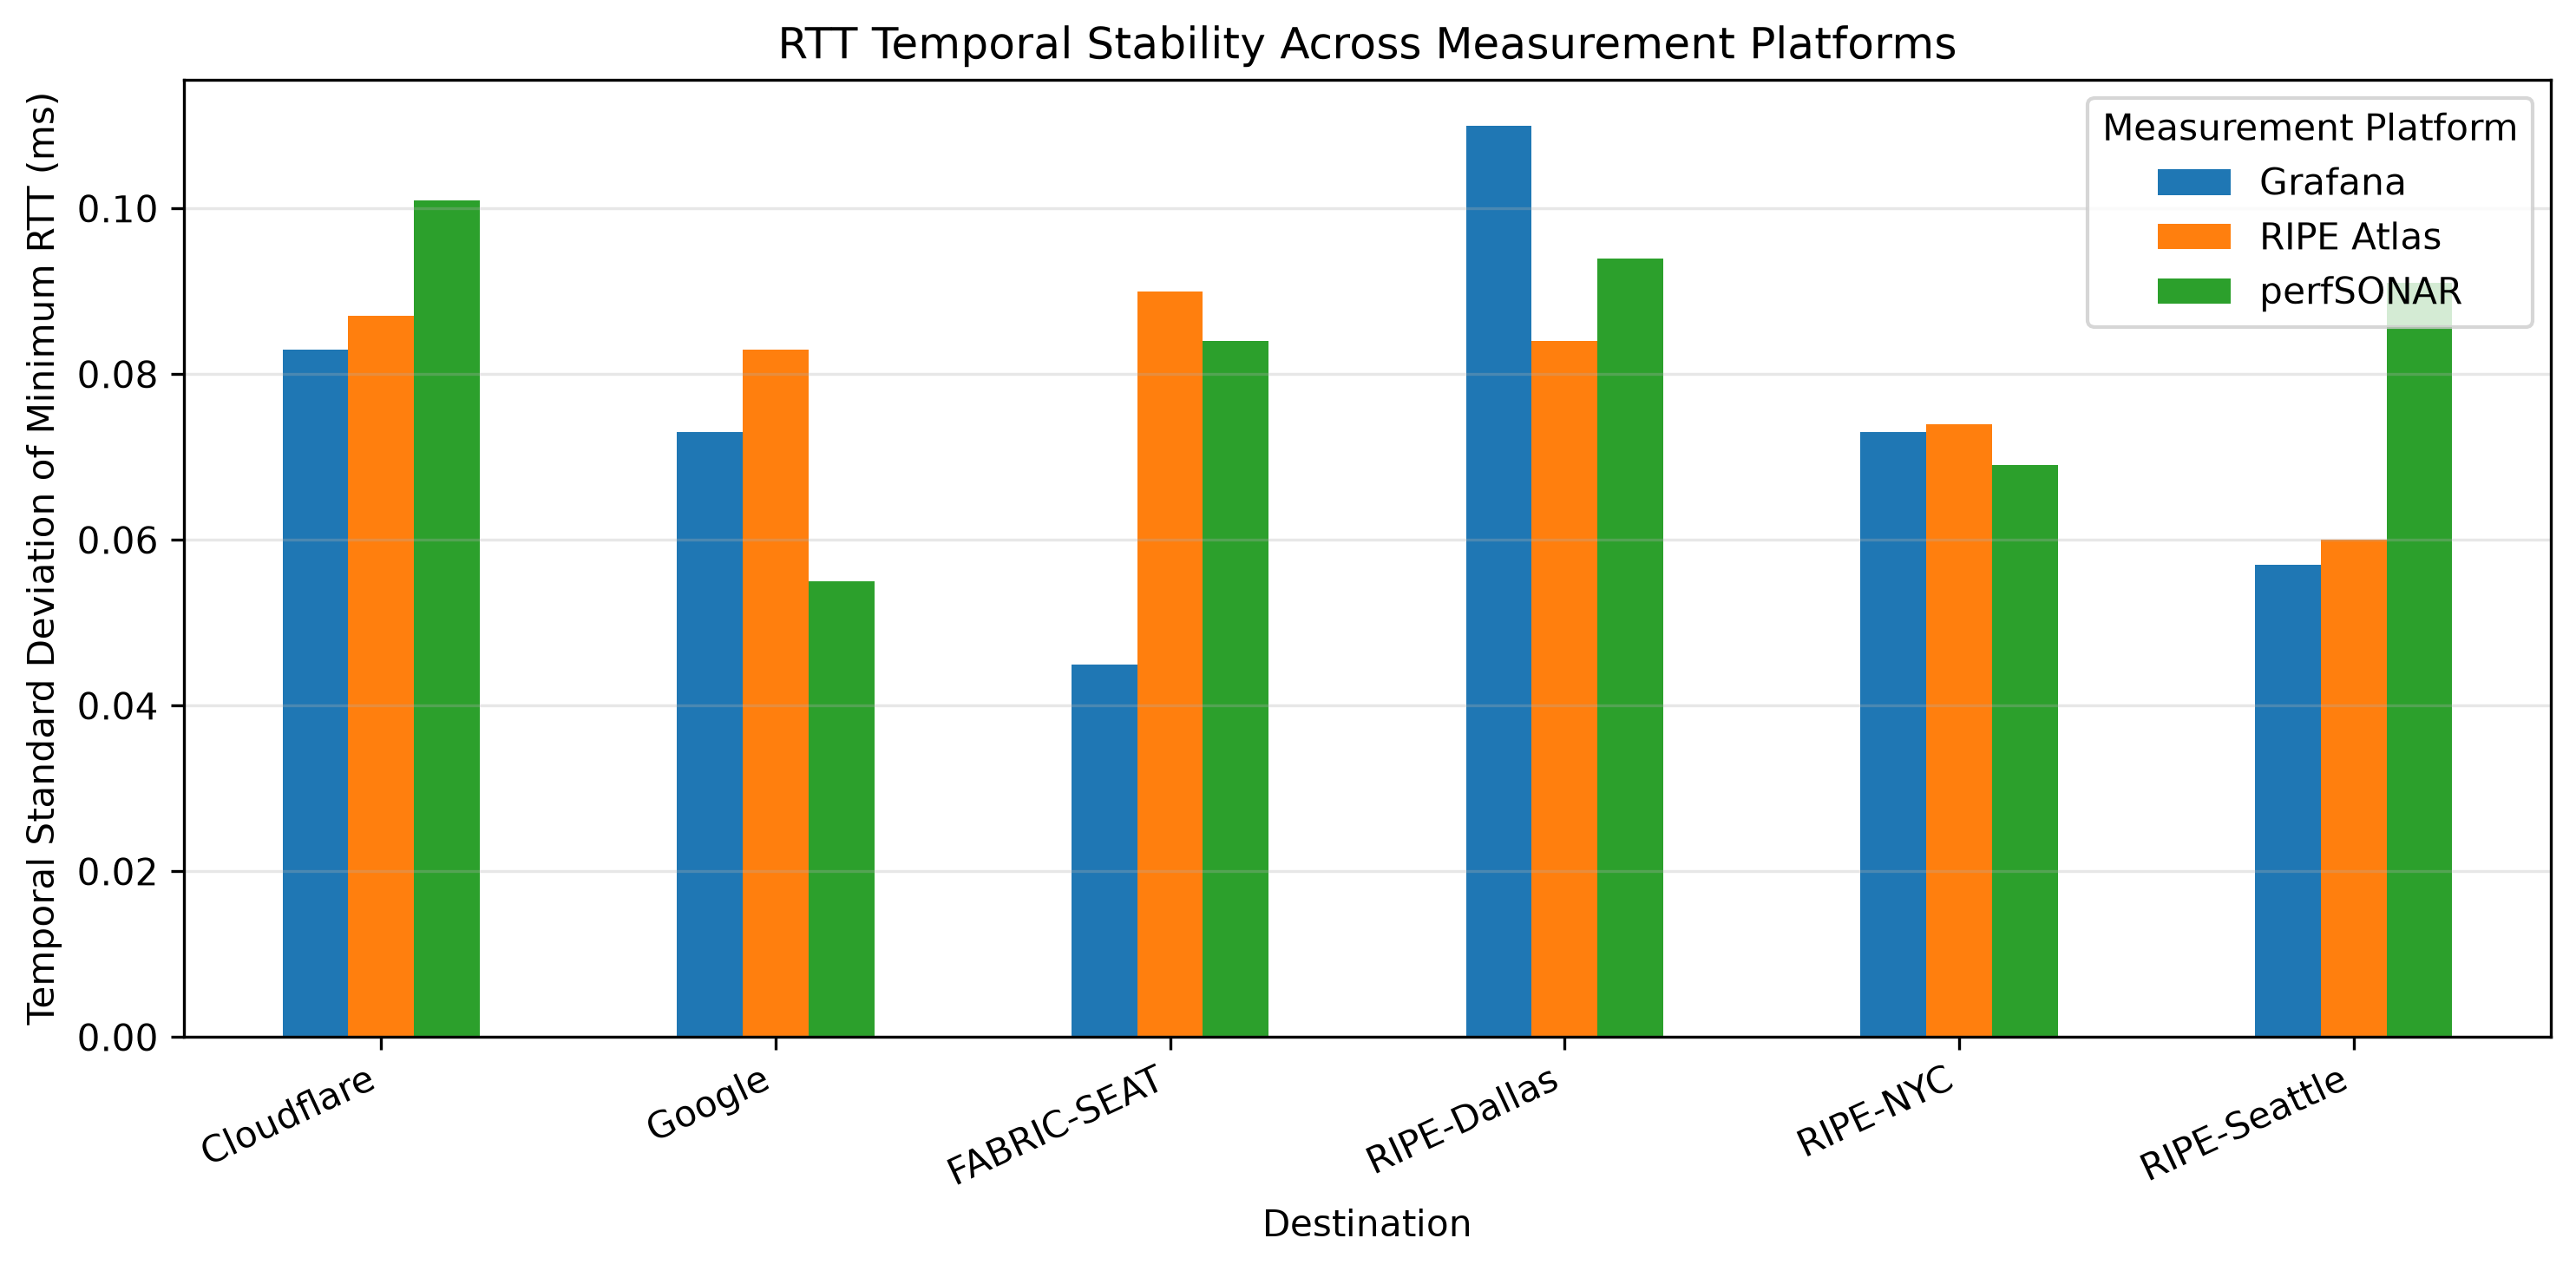 RTT Temporal Stability Across Measurement Platforms
Temporal Standard Deviation of Minimum RTT (ms)
0.10
0.08
0.06
0.04
0.02
0.00
Measurement Platform
Grafana
RIPE Atlas
perfSONAR
Cloudflare
Google
FABRIC-SEAT
RIPE-Dallas
RIPE-NYC
RIPE-Seattle
Destination